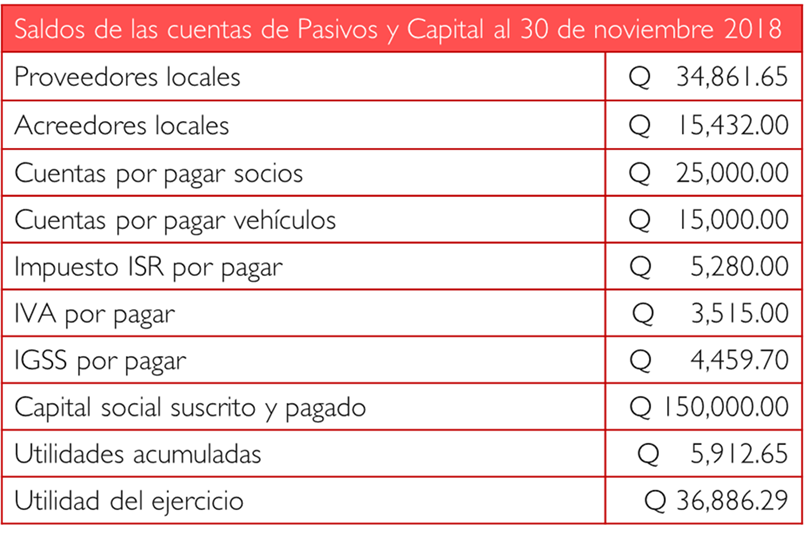 Saldos de las cuentas de Pasivos y Capital al 30 de noviembre 2018
Proveedores locales Q 34,861.65
Acreedores locales Q 15,432.00
Cuentas por pagar socios Q 25,000.00
Cuentas por pagar vehículos Q 15,000.00
Impuesto ISR por pagar Q 5,280.00
IVA por pagar Q 3,515.00
IGSS por pagar Q 4,459.70
Capital social suscrito y pagado Q 150,000.00
Utilidades acumuladas Q 5,912.65
Utilidad del ejercicio Q 36,886.29